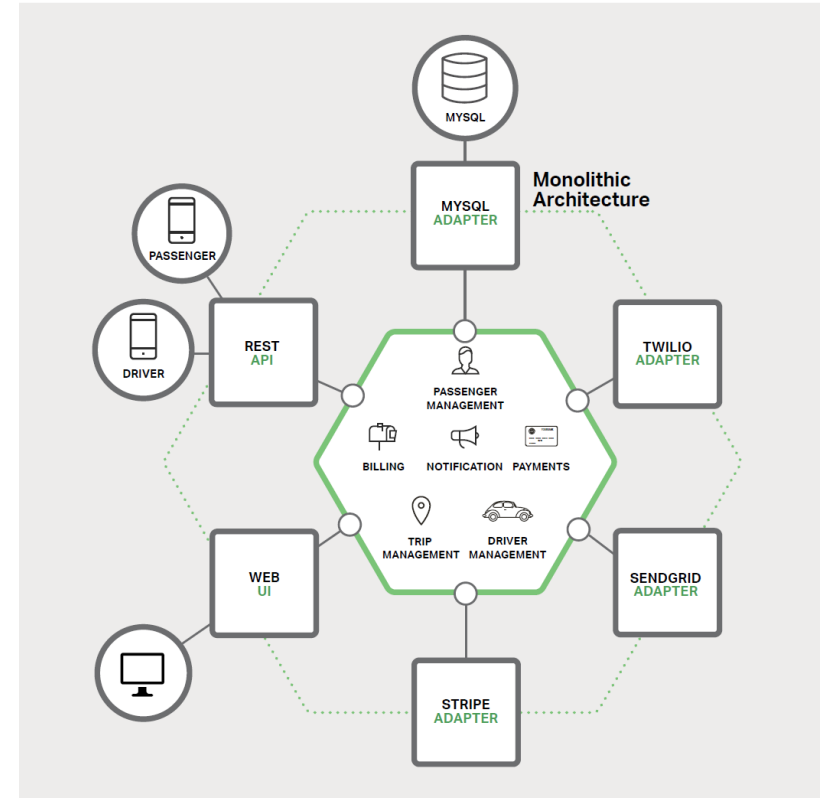 MYSQL
MYSQL
ADAPTER
Monolithic
Architecture
PASSENGER
DRIVER
REST
API
TWILIO
ADAPTER
PASSENGER
MANAGEMENT
BILLING
NOTIFICATION
PAYMENTS
TRIP
MANAGEMENT
DRIVER
MANAGEMENT
WEB
UI
SENDGRID
ADAPTER
STRIPE
ADAPTER